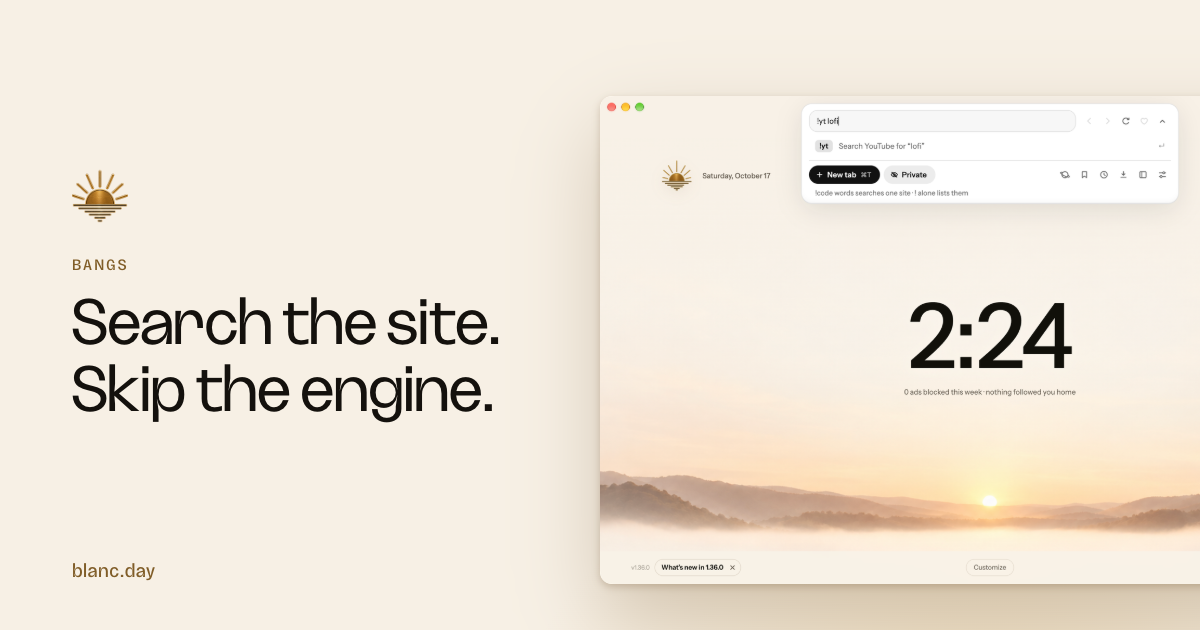 BANGS
Search the site.
Skip the engine.
blanc.day
!yt lofi
!yt Search YouTube for “lofi”
New tab ⌘T Private
!code words searches one site · ! alone lists them
Saturday, October 17
2:24
0 ads blocked this week · nothing followed you home
v1.36.0 What's new in 1.36.0
Customize